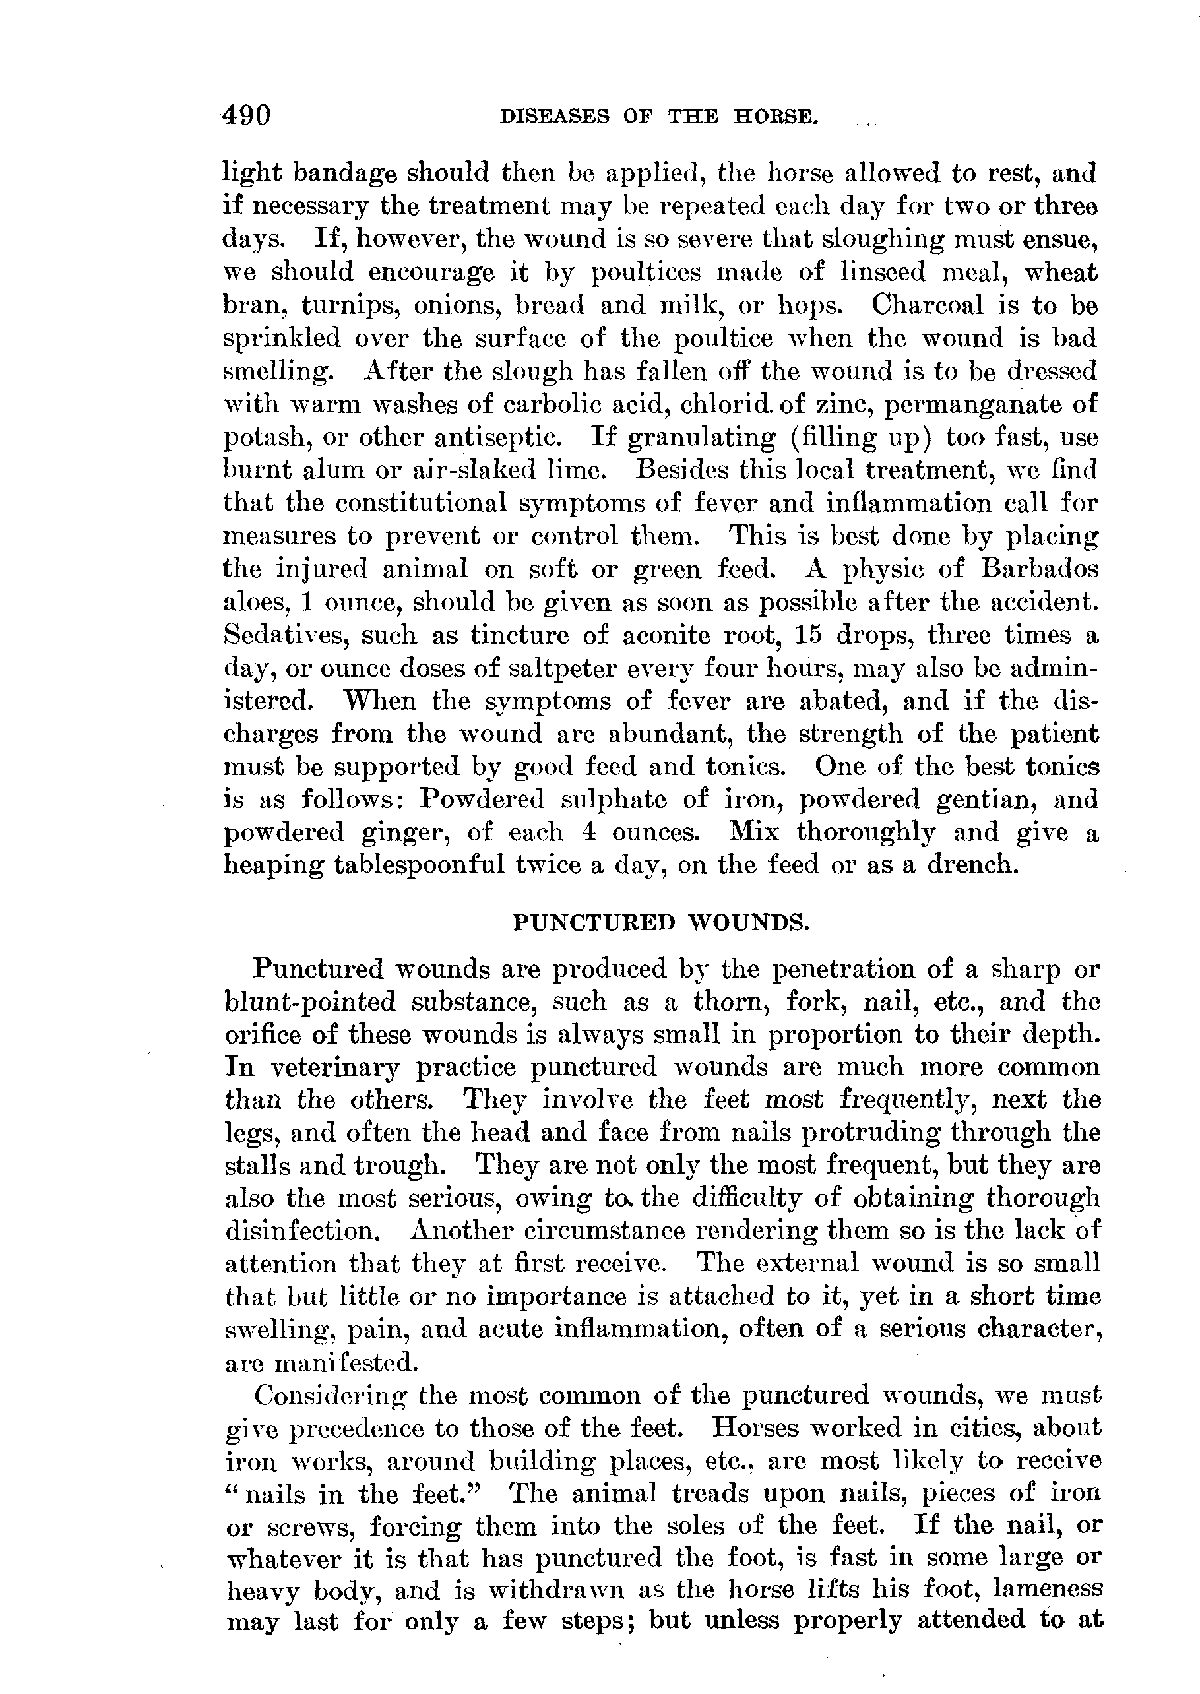 490 DISEASES OF THE HORSE.
light bandage should then be applied, the horse allowed to rest, and
if necessary the treatment may be repeated each day for two or three
days. If, however, the wound is so severe that sloughing must ensue,
we should encourage it by poultices made of linseed meal, wheat
bran, turnips, onions, bread and milk, or hops. Charcoal is to be
sprinkled over the surface of the poultice when the wound is bad
smelling. After the slough has fallen off the wound is to be dressed
with warm washes of carbolic acid, chlorid of zinc, permanganate of
potash, or other antiseptic. If granulating (filling up) too fast, use
burnt alum or air-slaked lime. Besides this local treatment, we find
that the constitutional symptoms of fever and inflammation call for
measures to prevent or control them. This is best done by placing
the injured animal on soft or green feed. A physic of Barbados
aloes, 1 ounce, should be given as soon as possible after the accident.
Sedatives, such as tincture of aconite root, 15 drops, three times a
day, or ounce doses of saltpeter every four hours, may also be admin-
istered. When the symptoms of fever are abated, and if the dis-
charges from the wound are abundant, the strength of the patient
must be supported by good feed and tonics. One of the best tonics
is as follows: Powdered sulphate of iron, powdered gentian, and
powdered ginger, of each 4 ounces. Mix thoroughly and give a
heaping tablespoonful twice a day, on the feed or as a drench.
PUNCTURED WOUNDS.
Punctured wounds are produced by the penetration of a sharp or
blunt-pointed substance, such as a thorn, fork, nail, etc., and the
orifice of these wounds is always small in proportion to their depth.
In veterinary practice punctured wounds are much more common
than the others. They involve the feet most frequently, next the
legs, and often the head and face from nails protruding through the
stalls and trough. They are not only the most frequent, but they are
also the most serious, owing to the difficulty of obtaining thorough
disinfection. Another circumstance rendering them so is the lack of
attention that they at first receive. The external wound is so small
that but little or no importance is attached to it, yet in a short time
swelling, pain, and acute inflammation, often of a serious character,
are manifested.
Considering the most common of the punctured wounds, we must
give precedence to those of the feet. Horses worked in cities, about
iron works, around building places, etc., are most likely to receive
"nails in the feet." The animal treads upon nails, pieces of iron
or screws, forcing them into the soles of the feet. If the nail, or
whatever it is that has punctured the foot, is fast in some large or
heavy body, and is withdrawn as the horse lifts his foot, lameness
may last for only a few steps; but unless properly attended to at